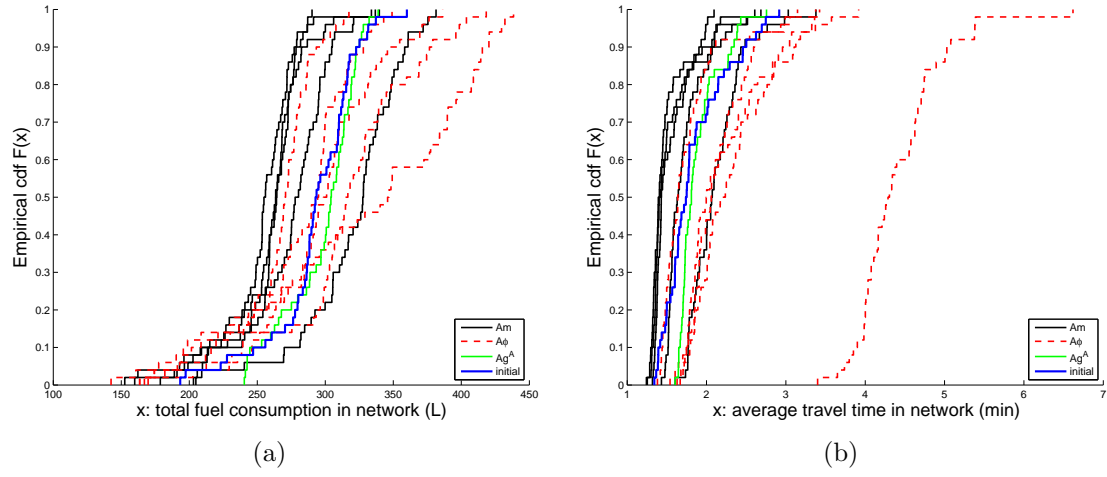 1
0.9
0.8
0.7
0.6
0.5
0.4
0.3
0.2
0.1
0
Empirical cdf F(x)
100 150 200 250 300 350 400 450
x: total fuel consumption in network (L)
Am
Aϕ
Ag^A
initial
(a)
1
0.9
0.8
0.7
0.6
0.5
0.4
0.3
0.2
0.1
0
Empirical cdf F(x)
1 2 3 4 5 6 7
x: average travel time in network (min)
Am
Aϕ
Ag^A
initial
(b)